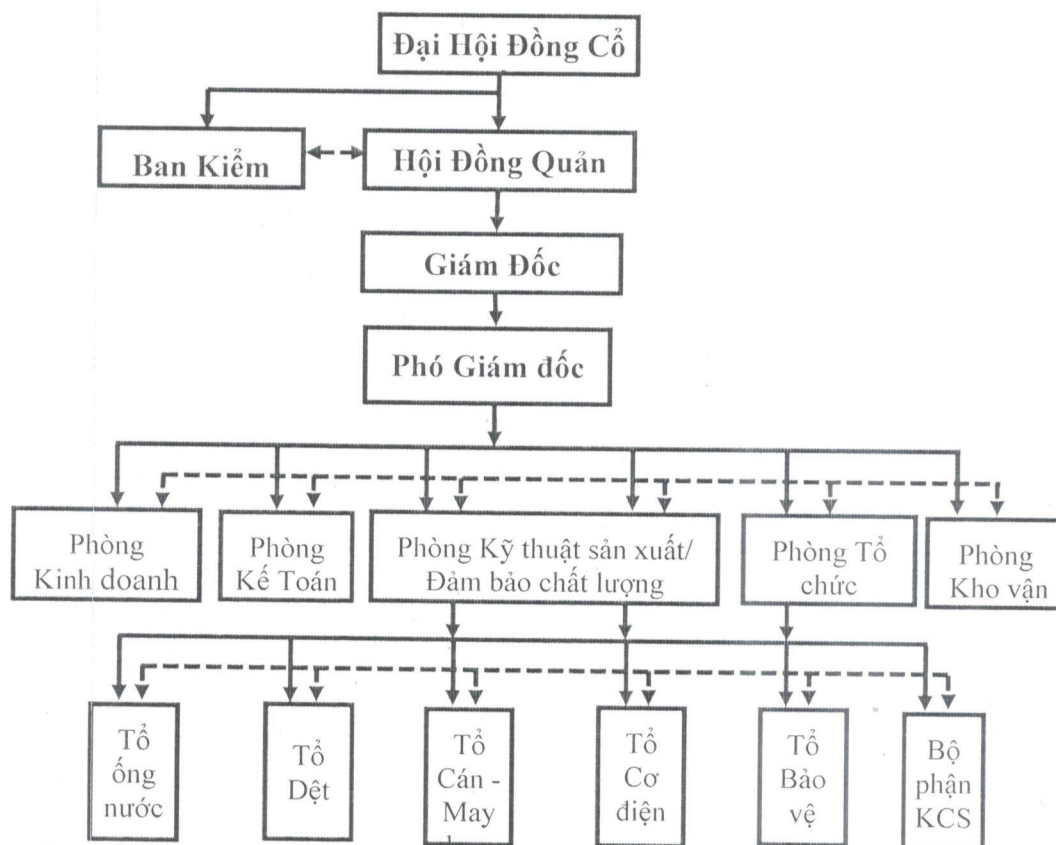 Đại Hội Đồng Cổ
Ban Kiểm
Hội Đồng Quản
Giám Đốc
Phó Giám đốc
Phòng
Kinh doanh
Phòng
Kế Toán
Phòng Kỹ thuật sản xuất/
Đảm bảo chất lượng
Phòng Tổ
chức
Phòng
Kho vận
Tổ
ống
nước
Tổ
Dệt
Tổ
Cán -
May
Tổ
Cơ
điện
Tổ
Bảo
vệ
Bộ
phận
KCS